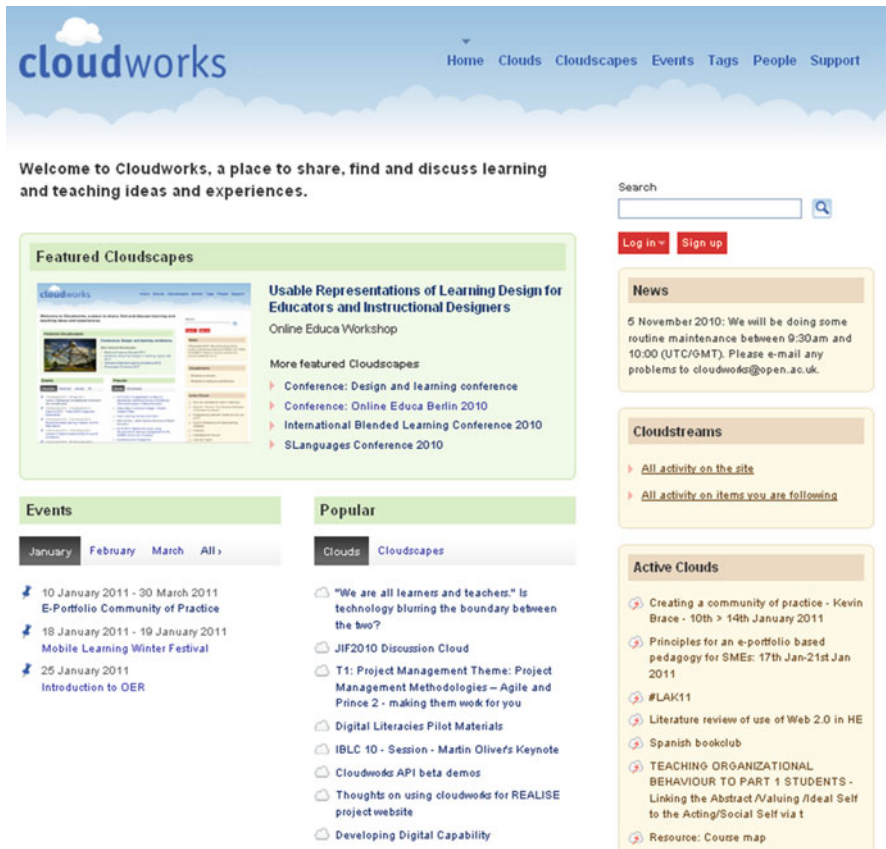 cloudworks
Home Clouds Cloudscapes Events Tags People Support
Welcome to Cloudworks, a place to share, find and discuss learning
and teaching ideas and experiences.
Featured Cloudscapes
cloudworks
Usable Representations of Learning Design for
Educators and Instructional Designers
Online Educa Workshop
More featured Cloudscapes
Conference: Design and learning conference
Conference: Online Educa Berlin 2010
International Blended Learning Conference 2010
SLanguages Conference 2010
Events
January February March All ›
10 January 2011 - 30 March 2011
E-Portfolio Community of Practice
18 January 2011 - 19 January 2011
Mobile Learning Winter Festival
25 January 2011
Introduction to OER
Popular
Clouds Cloudscapes
"We are all learners and teachers." Is
technology blurring the boundary between
the two?
JIF2010 Discussion Cloud
T1: Project Management Theme: Project
Management Methodologies – Agile and
Prince 2 - making them work for you
Digital Literacies Pilot Materials
IBLC 10 - Session - Martin Oliver's Keynote
Cloudworks API beta demos
Thoughts on using cloudworks for REALISE
project website
Developing Digital Capability
Search
Log in Sign up
News
5 November 2010: We will be doing some
routine maintenance between 9:30am and
10:00 (UTC/GMT). Please e-mail any
problems to cloudworks@open.ac.uk.
Cloudstreams
All activity on the site
All activity on items you are following
Active Clouds
Creating a community of practice - Kevin
Brace - 10th > 14th January 2011
Principles for an e-portfolio based
pedagogy for SMEs: 17th Jan-21st Jan
2011
#LAK11
Literature review of use of Web 2.0 in HE
Spanish bookclub
TEACHING ORGANIZATIONAL
BEHAVIOUR TO PART 1 STUDENTS -
Linking the Abstract /Valuing /Ideal Self
to the Acting/Social Self via t
Resource: Course map